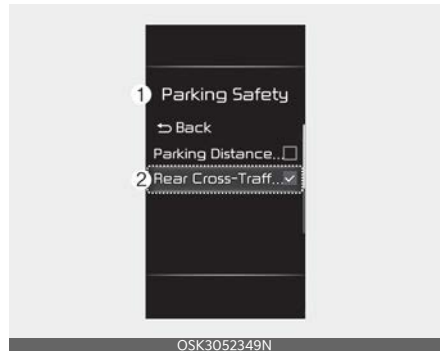 1 Parking Safety
⮌ Back
Parking Distance...
2 Rear Cross-Traff...
OSK3052349N